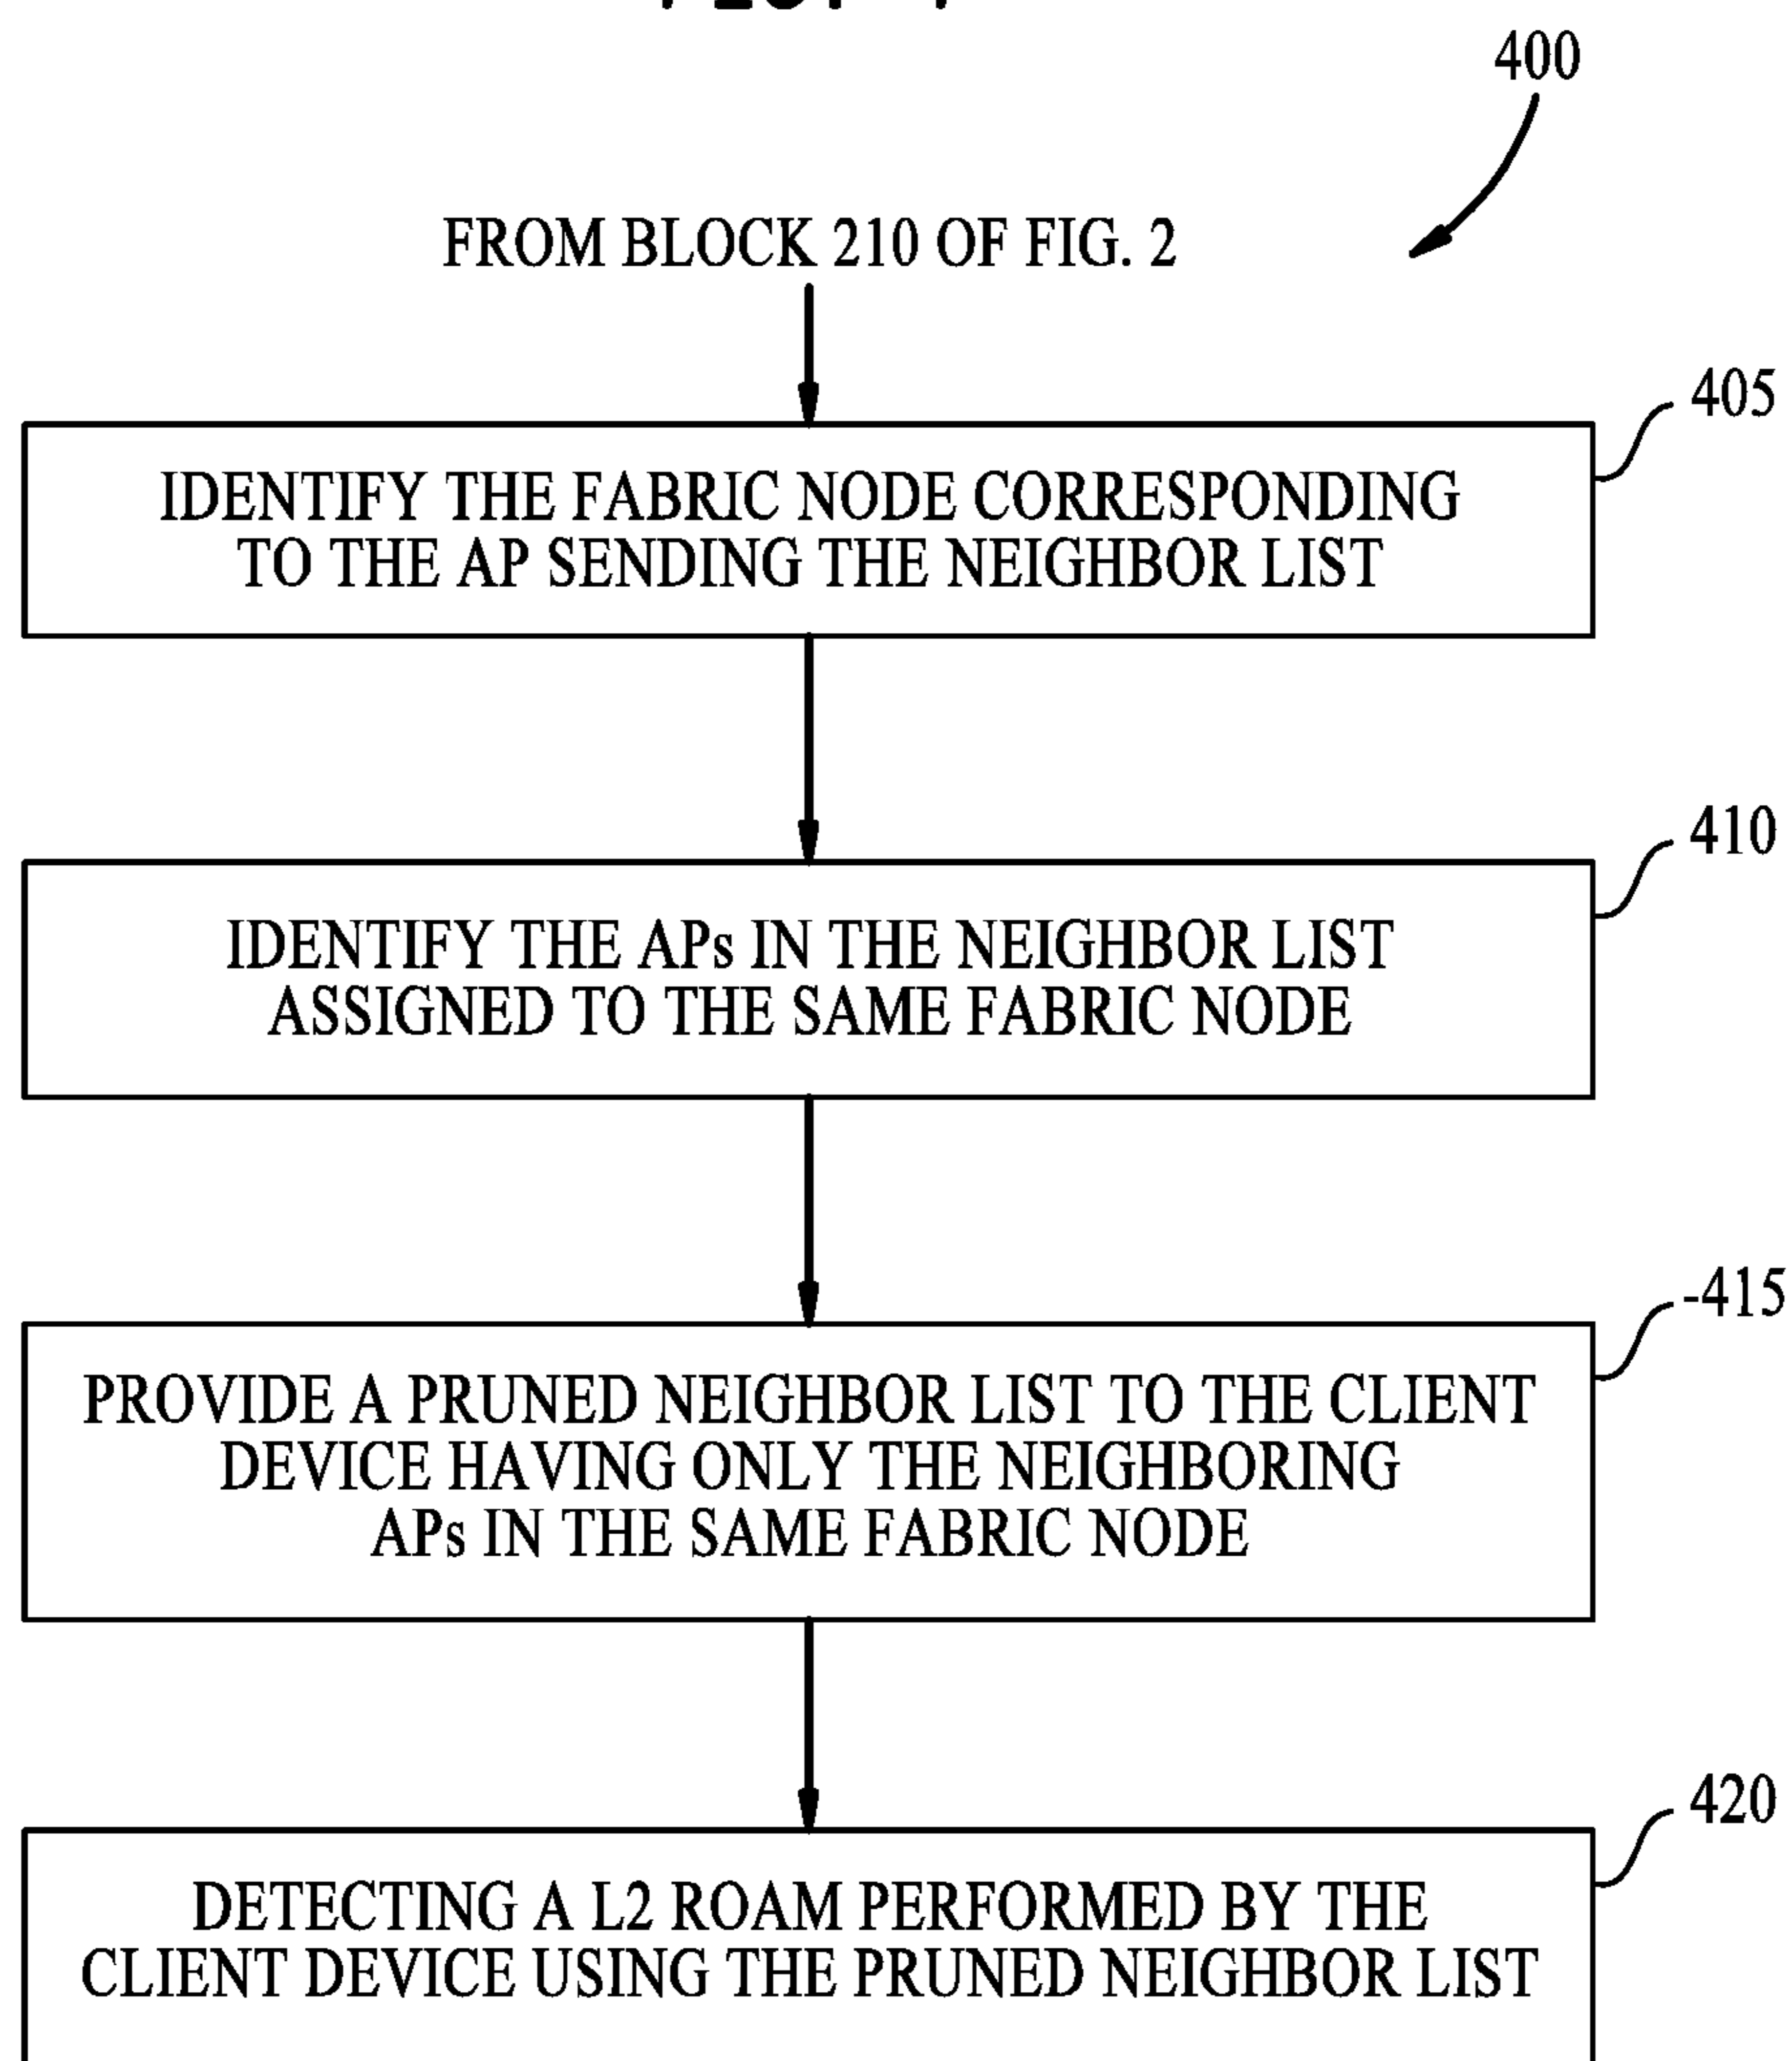 400
FROM BLOCK 210 OF FIG. 2
405
IDENTIFY THE FABRIC NODE CORRESPONDING
TO THE AP SENDING THE NEIGHBOR LIST
410
IDENTIFY THE APs IN THE NEIGHBOR LIST
ASSIGNED TO THE SAME FABRIC NODE
-415
PROVIDE A PRUNED NEIGHBOR LIST TO THE CLIENT
DEVICE HAVING ONLY THE NEIGHBORING
APs IN THE SAME FABRIC NODE
420
DETECTING A L2 ROAM PERFORMED BY THE
CLIENT DEVICE USING THE PRUNED NEIGHBOR LIST